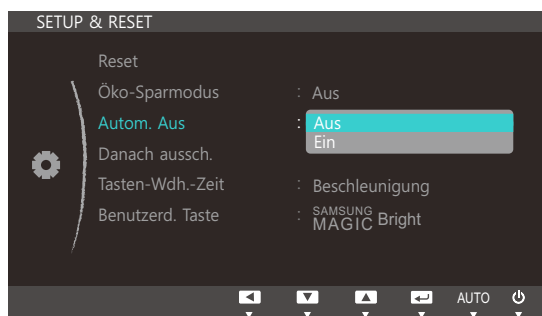 SETUP & RESET
Reset
Öko-Sparmodus : Aus
Autom. Aus : Aus
Ein
Danach aussch.
Tasten-Wdh.-Zeit : Beschleunigung
Benutzerd. Taste : SAMSUNG MAGIC Bright
AUTO